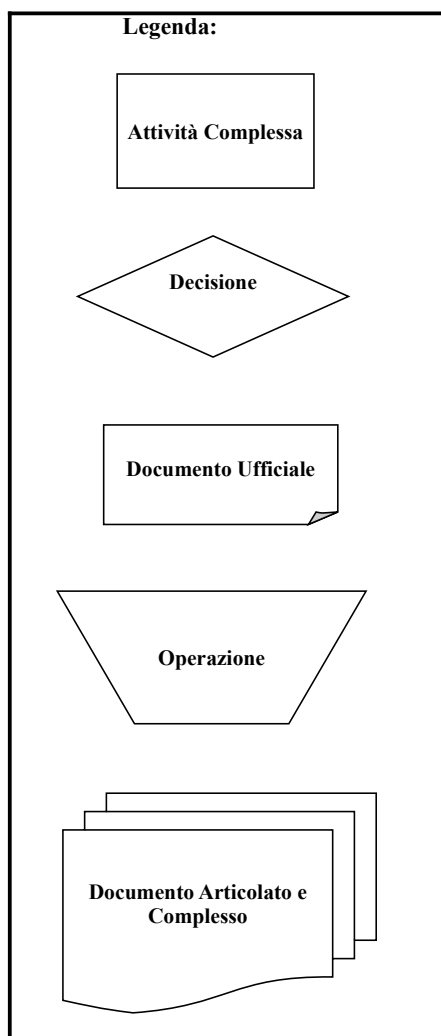 Legenda:
Attività Complessa
Decisione
Documento Ufficiale
Operazione
Documento Articolato e
Complesso